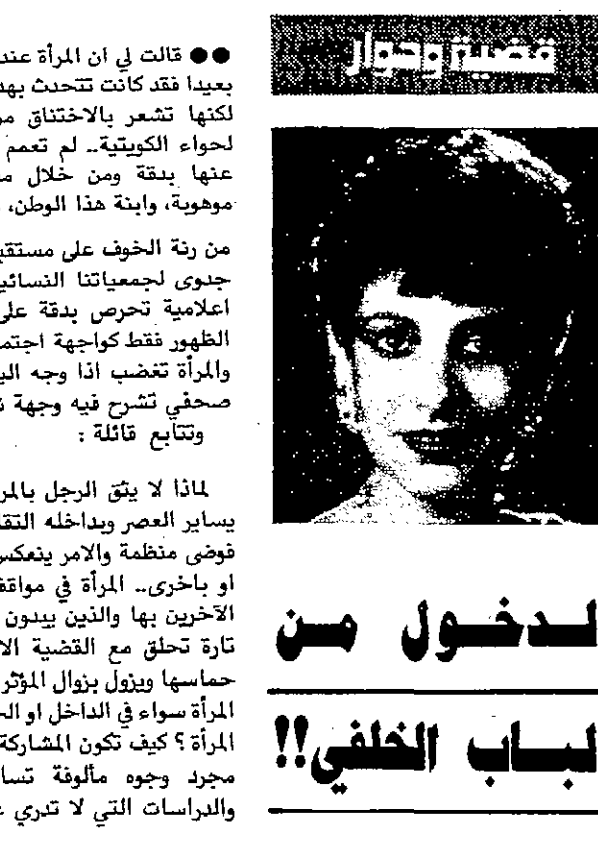 قضية وحوار
لدخول من
لباب الخلفي!!
●● قالت لي ان المرأة عند
بعيدا فقد كانت تتحدث بهد
لكنها تشعر بالاختناق مر
لحواء الكويتية.. لم تعمم
عنها بدقة ومن خلال مـ
موهوبة، وابنة هذا الوطن،
من رنة الخوف على مستقب
جدوى لجمعياتنا النسائي
اعلامية تحرص بدقة على
الظهور فقط كواجهة اجتم
والمرأة تغضب اذا وجه الي
صحفي تشرح فيه وجهة ن
وتتابع قائلة :
لماذا لا يثق الرجل بالمر
يساير العصر وبداخله التقا
فوضى منظمة والامر ينعكس
او باخرى.. المرأة في مواقف
الآخرين بها والذين يبدون
تارة تحلق مع القضية الا
حماسها ويزول بزوال المؤثر
المرأة سواء في الداخل او الخ
المرأة ؟ كيف تكون المشاركة
مجرد وجوه مألوفة تسا
والدراسات التي لا تدري ع